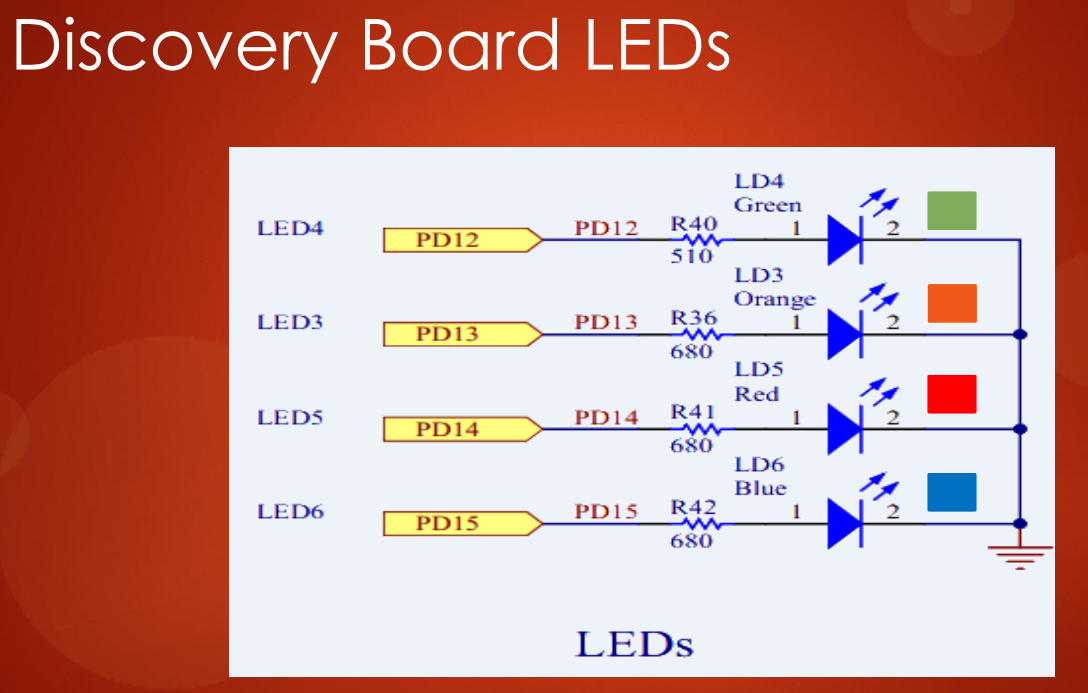 Discovery Board LEDs
LD4
Green
LED4 PD12 PD12 R40 1 2
510
LD3
Orange
LED3 PD13 PD13 R36 1 2
680
LD5
Red
LED5 PD14 PD14 R41 1 2
680
LD6
Blue
LED6 PD15 PD15 R42 1 2
680
LEDs